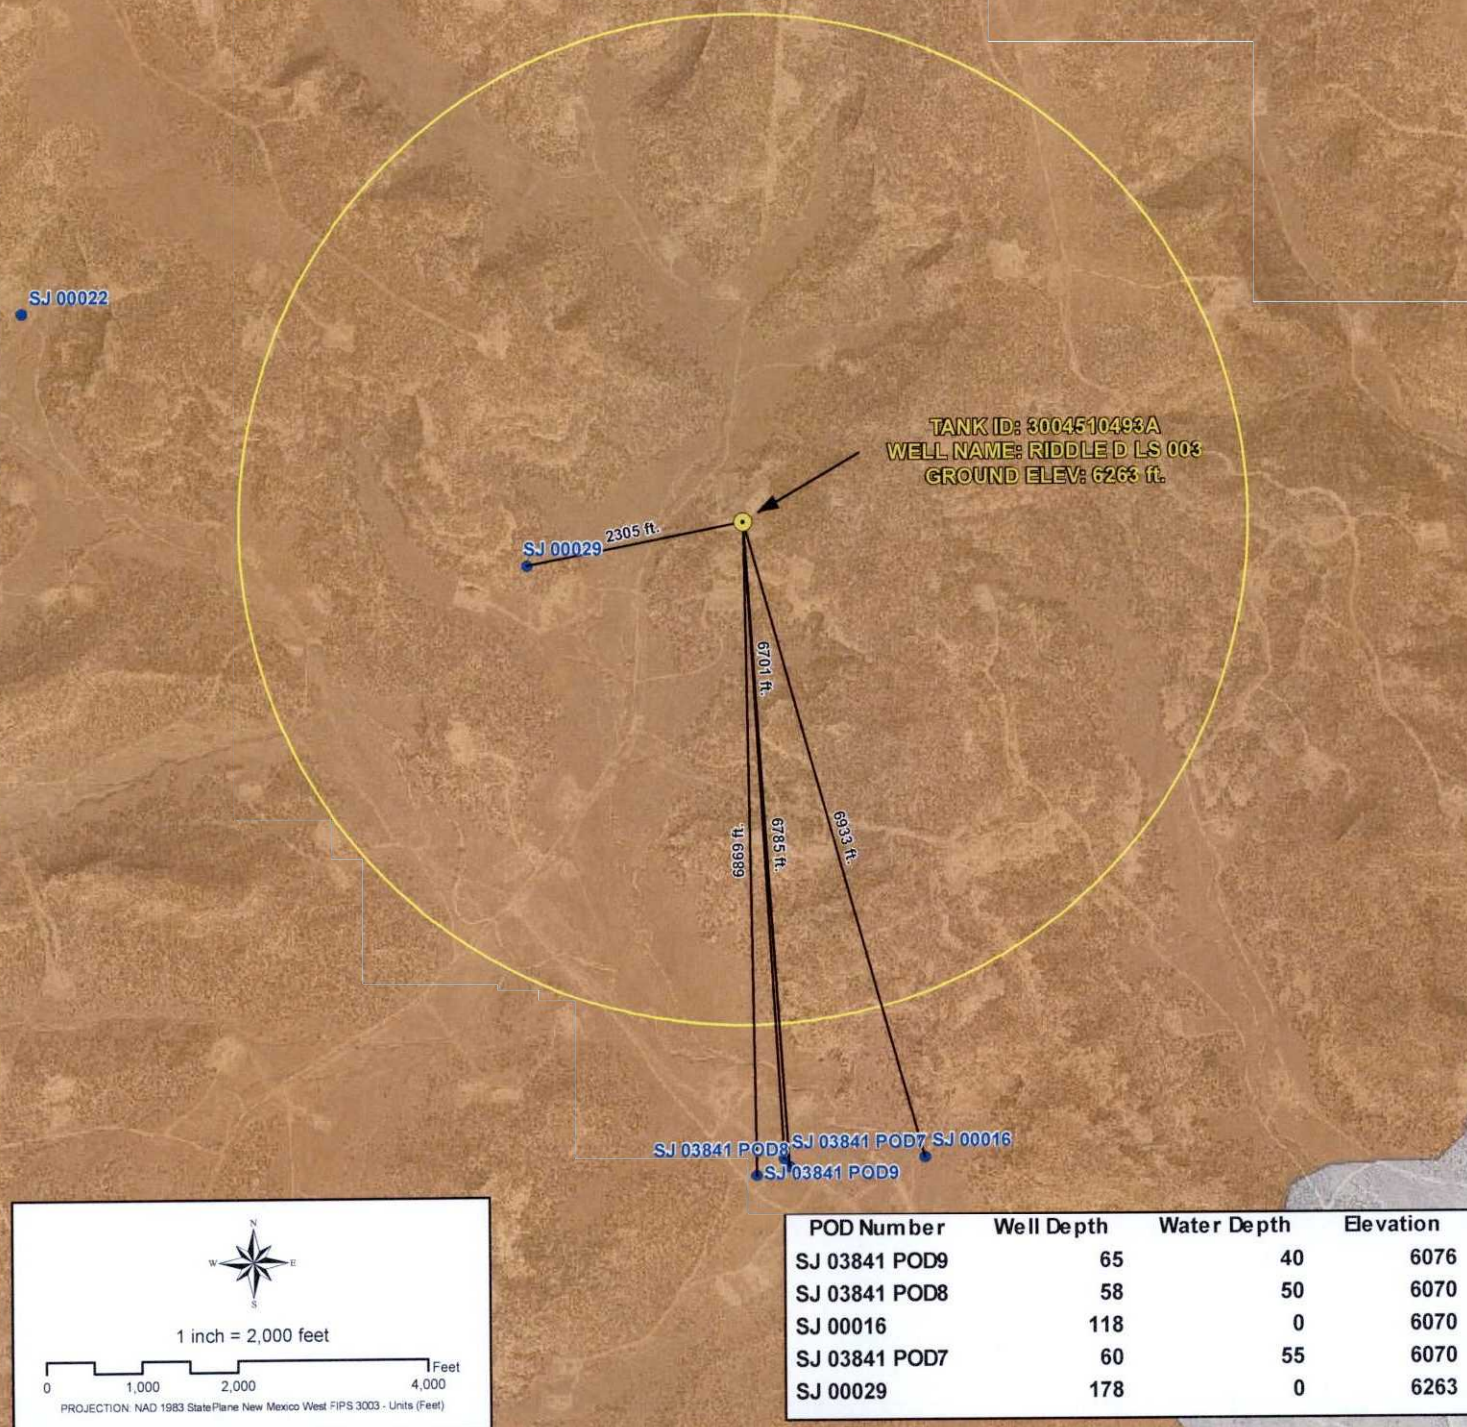 SJ 00022
TANK ID: 3004510493A
WELL NAME: RIDDLE D LS 003
GROUND ELEV: 6263 ft.
2305 ft.
SJ 00029
6701 ft.
6869 ft.
6785 ft.
6933 ft.
SJ 03841 POD8
SJ 03841 POD7
SJ 00016
SJ 03841 POD9
N
W
E
S
1 inch = 2,000 feet
Feet
0 1,000 2,000 4,000
PROJECTION: NAD 1983 StatePlane New Mexico West FIPS 3003 - Units (Feet)
POD Number Well Depth Water Depth Elevation
SJ 03841 POD9 65 40 6076
SJ 03841 POD8 58 50 6070
SJ 00016 118 0 6070
SJ 03841 POD7 60 55 6070
SJ 00029 178 0 6263